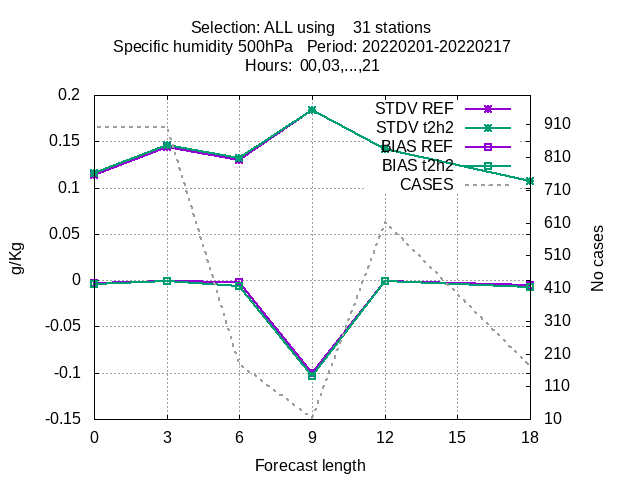 Selection: ALL using    31 stations
Specific humidity 500hPa   Period: 20220201-20220217
Hours:  00,03,...,21
0.2
0.15
0.1
0.05
0
-0.05
-0.1
-0.15
g/Kg
STDV REF
STDV t2h2
BIAS REF
BIAS t2h2
CASES
910
810
710
610
510
410
310
210
110
10
No cases
0 3 6 9 12 15 18
Forecast length